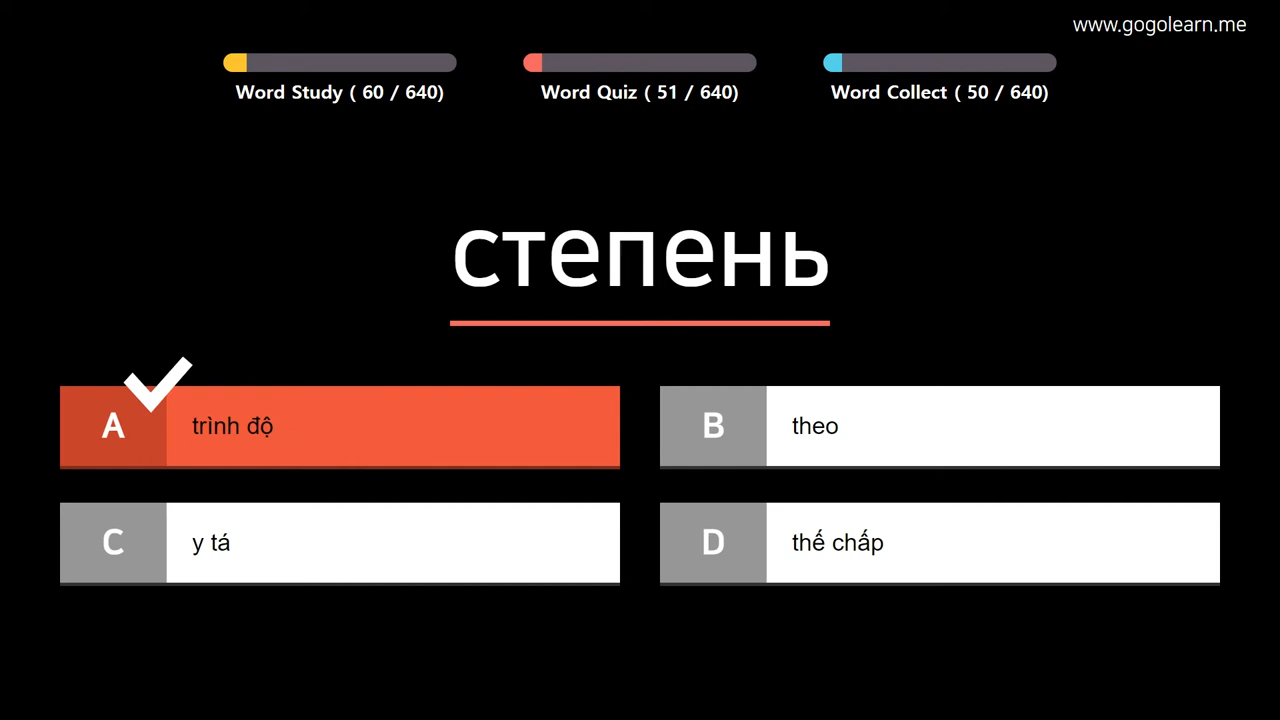 www.gogolearn.me
Word Study ( 60 / 640)
Word Quiz ( 51 / 640)
Word Collect ( 50 / 640)
степень
A trình độ
B theo
C y tá
D thế chấp